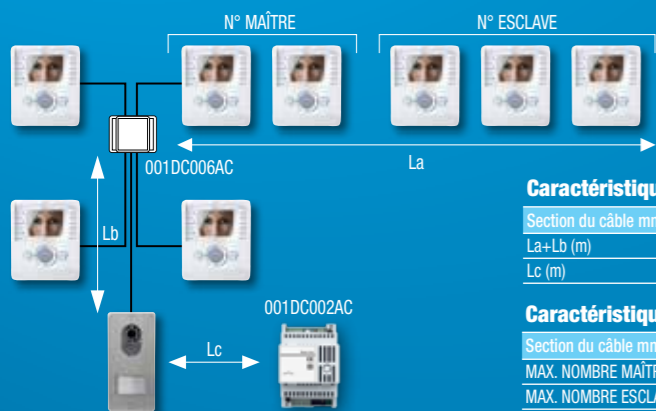 N° MAÎTRE
N° ESCLAVE
001DC006AC
La
Lb
001DC002AC
Lc
Caractéristiqu
Section du câble mm
La+Lb (m)
Lc (m)
Caractéristiqu
Section du câble mm
MAX. NOMBRE MAÎTR
MAX. NOMBRE ESCLA